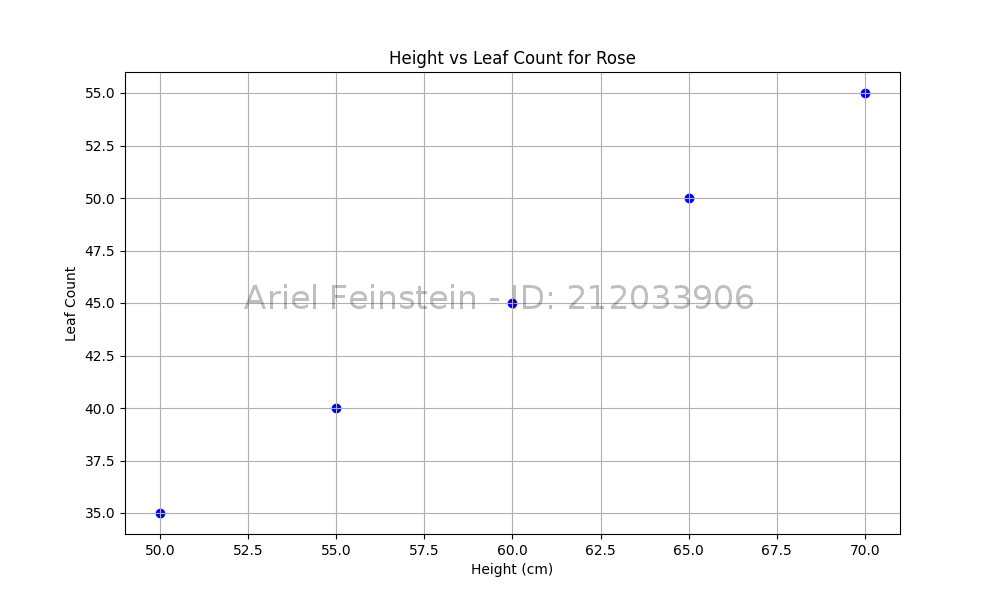 Height vs Leaf Count for Rose
55.0
52.5
50.0
47.5
45.0
42.5
40.0
37.5
35.0
Leaf Count
Ariel Feinstein - ID: 212033906
50.0 52.5 55.0 57.5 60.0 62.5 65.0 67.5 70.0
Height (cm)